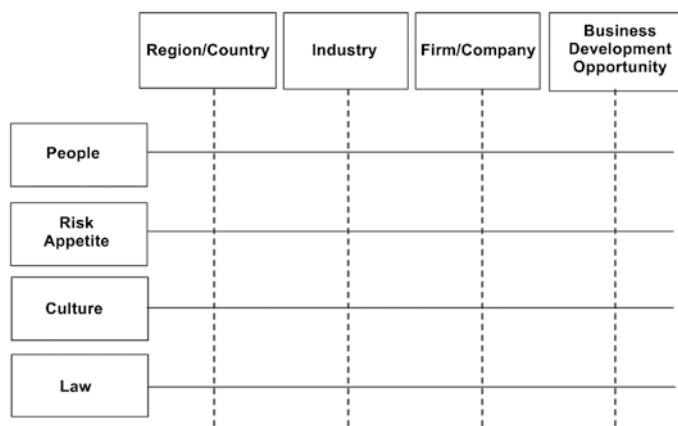 Region/Country
Industry
Firm/Company
Business
Development
Opportunity
People
Risk
Appetite
Culture
Law